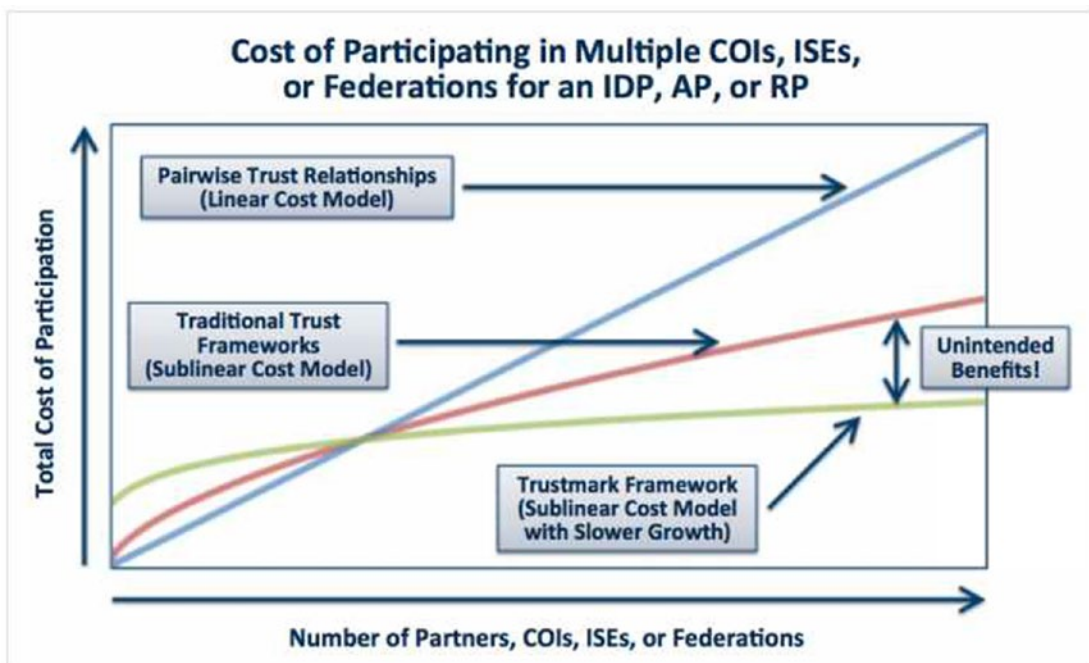 Cost of Participating in Multiple COIs, ISEs,
or Federations for an IDP, AP, or RP
Pairwise Trust Relationships
(Linear Cost Model)
Traditional Trust
Frameworks
(Sublinear Cost Model)
Unintended
Benefits!
Trustmark Framework
(Sublinear Cost Model
with Slower Growth)
Total Cost of Participation
Number of Partners, COIs, ISEs, or Federations